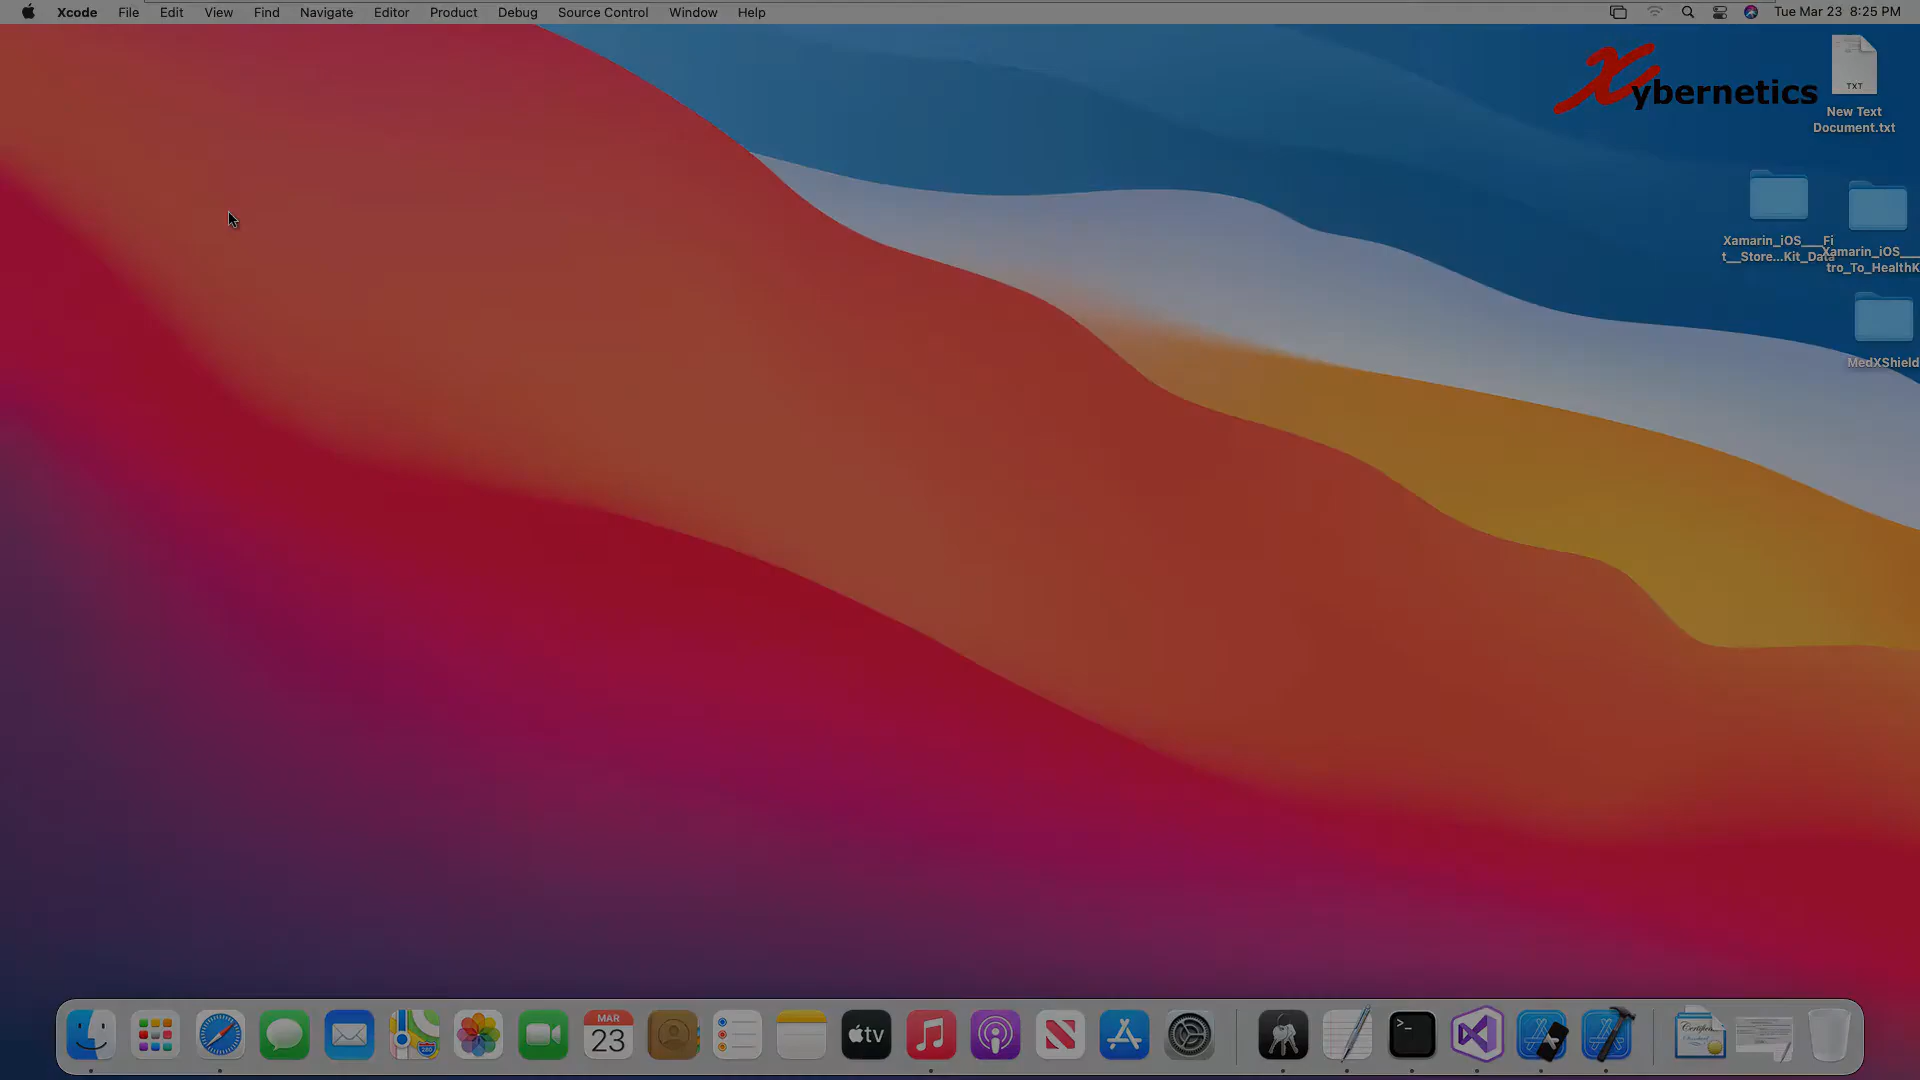 Xcode File Edit View Find Navigate Editor Product Debug Source Control Window Help Tue Mar 23 8:25 PM
Xybernetics
TXT
New Text
Document.txt
Xamarin_iOS___Fi
t__Store...Kit_Data
Xamarin_iOS___
tro_To_HealthK
MedXShield
MAR
23
tv
280
>_